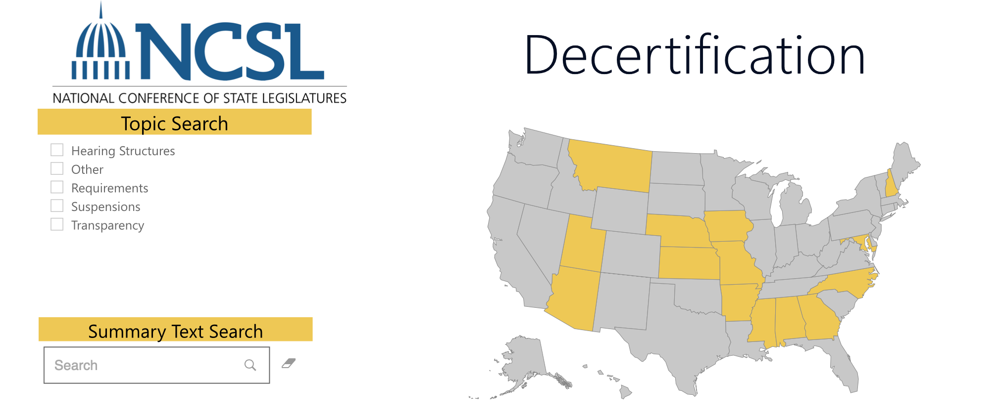 NCSL
NATIONAL CONFERENCE OF STATE LEGISLATURES
Decertification
Topic Search
Hearing Structures
Other
Requirements
Suspensions
Transparency
Summary Text Search
Search